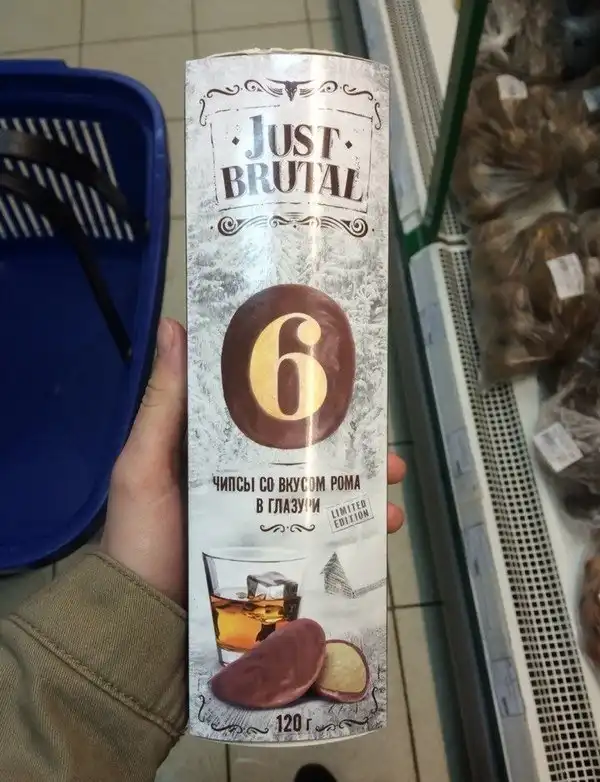 JUST
BRUTAL
6
ЧИПСЫ СО ВКУСОМ РОМА
В ГЛАЗУРИ
LIMITED
EDITION
120 г